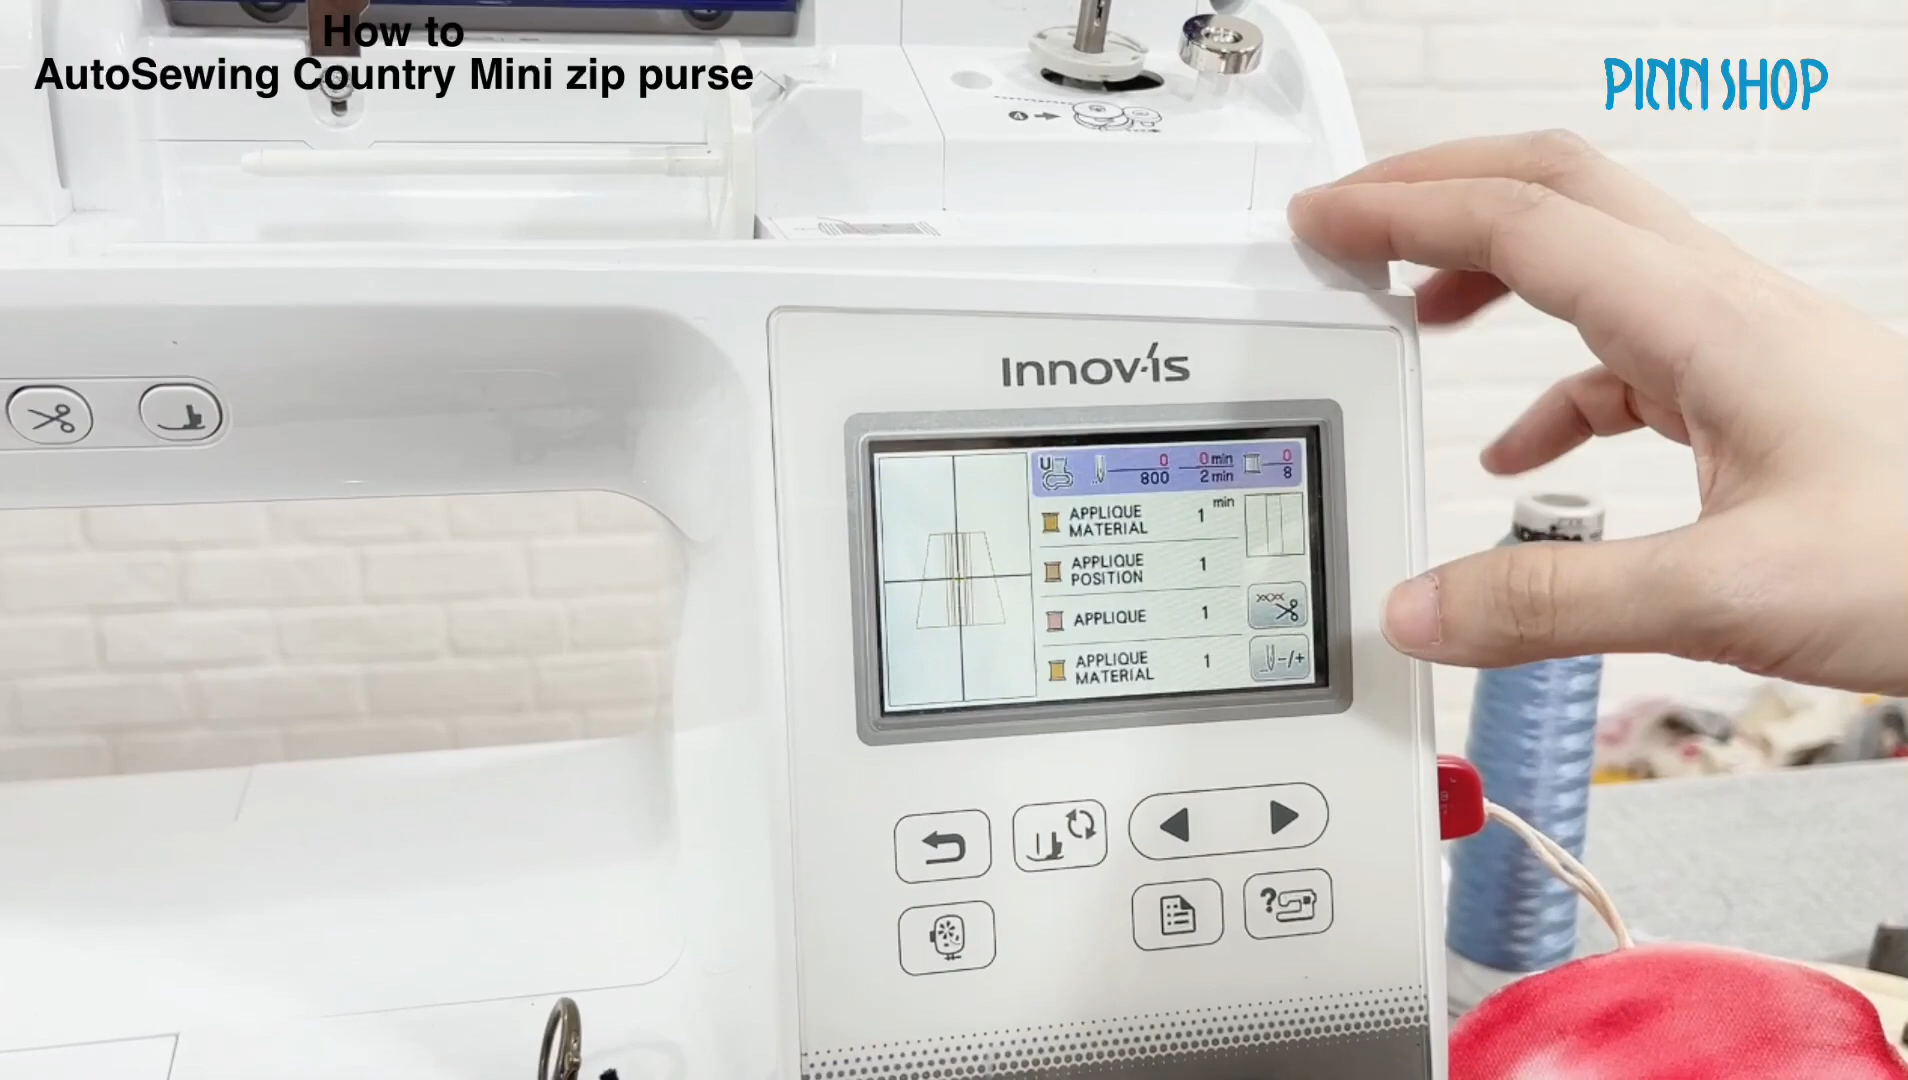 How to
AutoSewing Country Mini zip purse
PINN SHOP
Innov-ís
U
0
800
0 min
2 min
0
8
min
APPLIQUE
MATERIAL
1
APPLIQUE
POSITION
1
APPLIQUE
1
APPLIQUE
MATERIAL
1
-/+
?